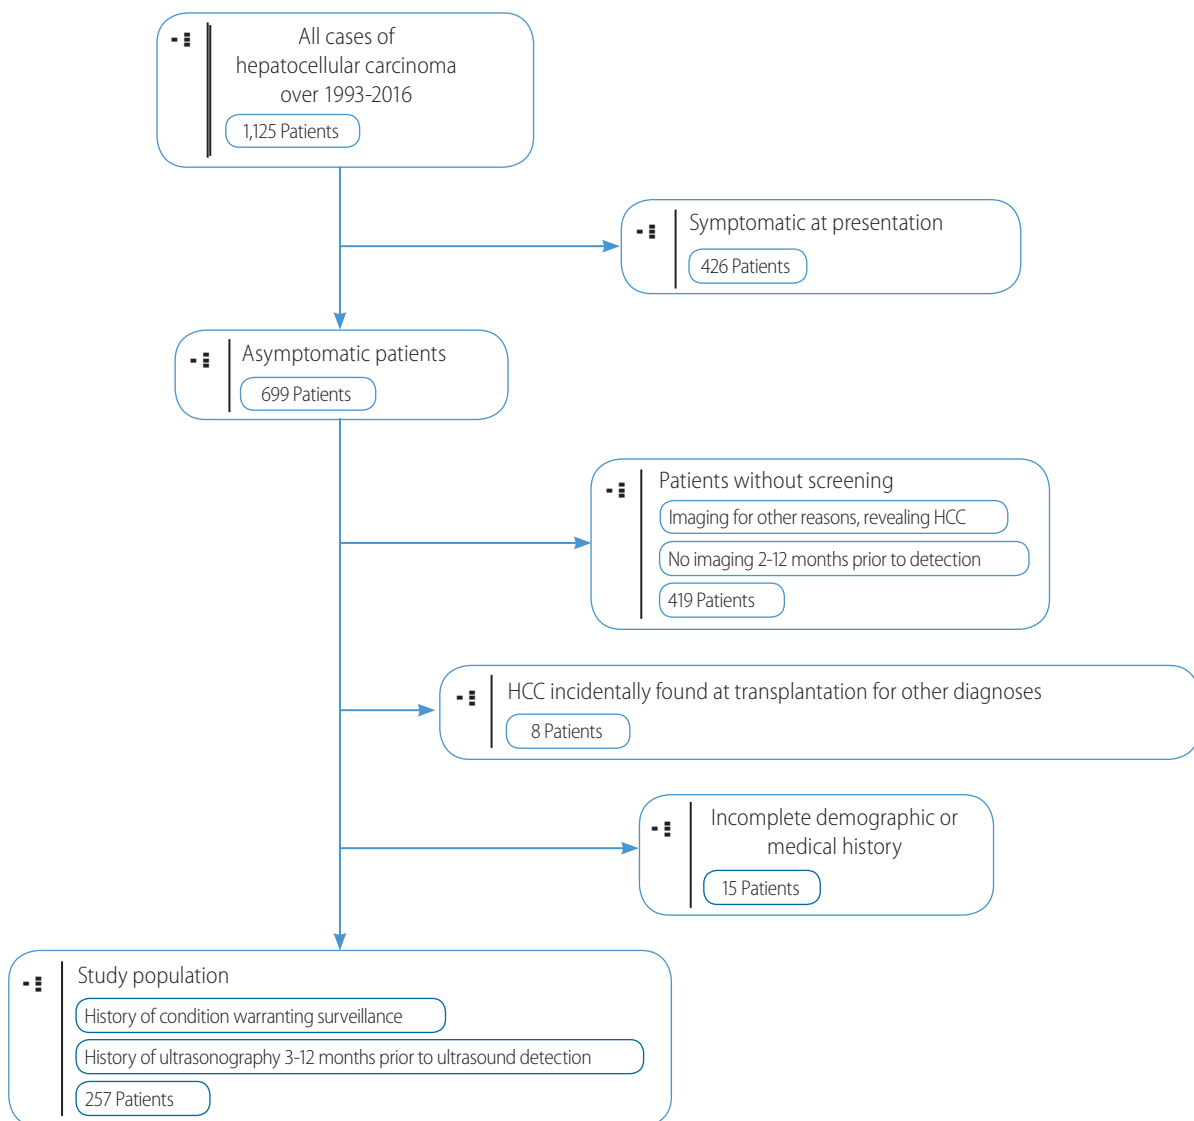 All cases of
hepatocellular carcinoma
over 1993-2016
1,125 Patients
Symptomatic at presentation
426 Patients
Asymptomatic patients
699 Patients
Patients without screening
Imaging for other reasons, revealing HCC
No imaging 2-12 months prior to detection
419 Patients
HCC incidentally found at transplantation for other diagnoses
8 Patients
Incomplete demographic or
medical history
15 Patients
Study population
History of condition warranting surveillance
History of ultrasonography 3-12 months prior to ultrasound detection
257 Patients